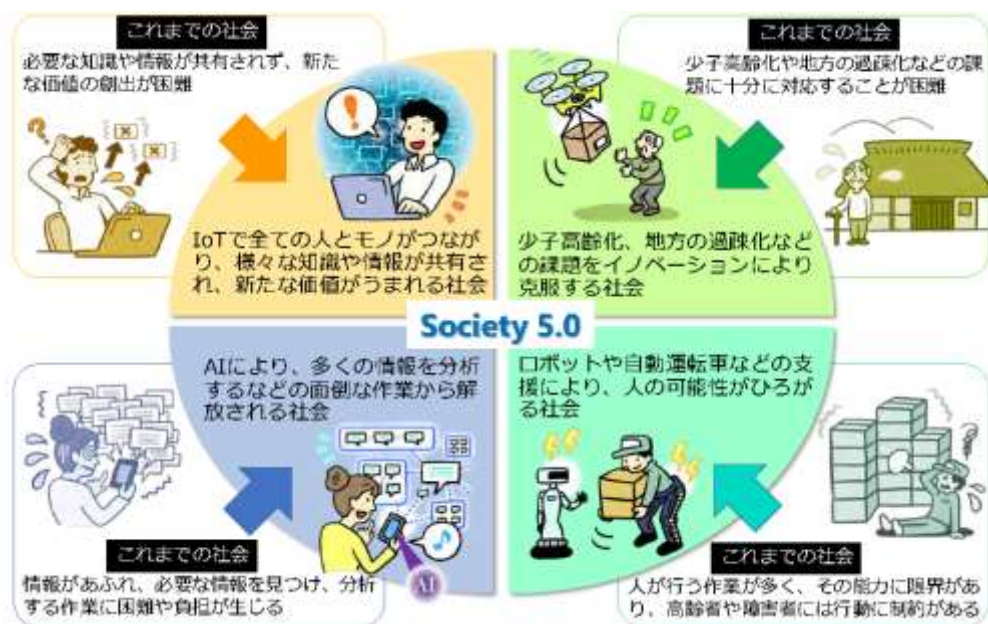 これまでの社会
必要な知識や情報が共有されず、新た
な価値の創出が困難
IoTで全ての人とモノがつなが
り、様々な知識や情報が共有さ
れ、新たな価値がうまれる社会
これまでの社会
少子高齢化や地方の過疎化などの課
題に十分に対応することが困難
少子高齢化、地方の過疎化など
の課題をイノベーションにより
克服する社会
Society 5.0
AIにより、多くの情報を分析
するなどの面倒な作業から解
放される社会
AI
これまでの社会
情報があふれ、必要な情報を見つけ、分析
する作業に困難や負担が生じる
ロボットや自動運転車などの支
援により、人の可能性がひろが
る社会
これまでの社会
人が行う作業が多く、その能力に限界があ
り、高齢者や障害者には行動に制約がある